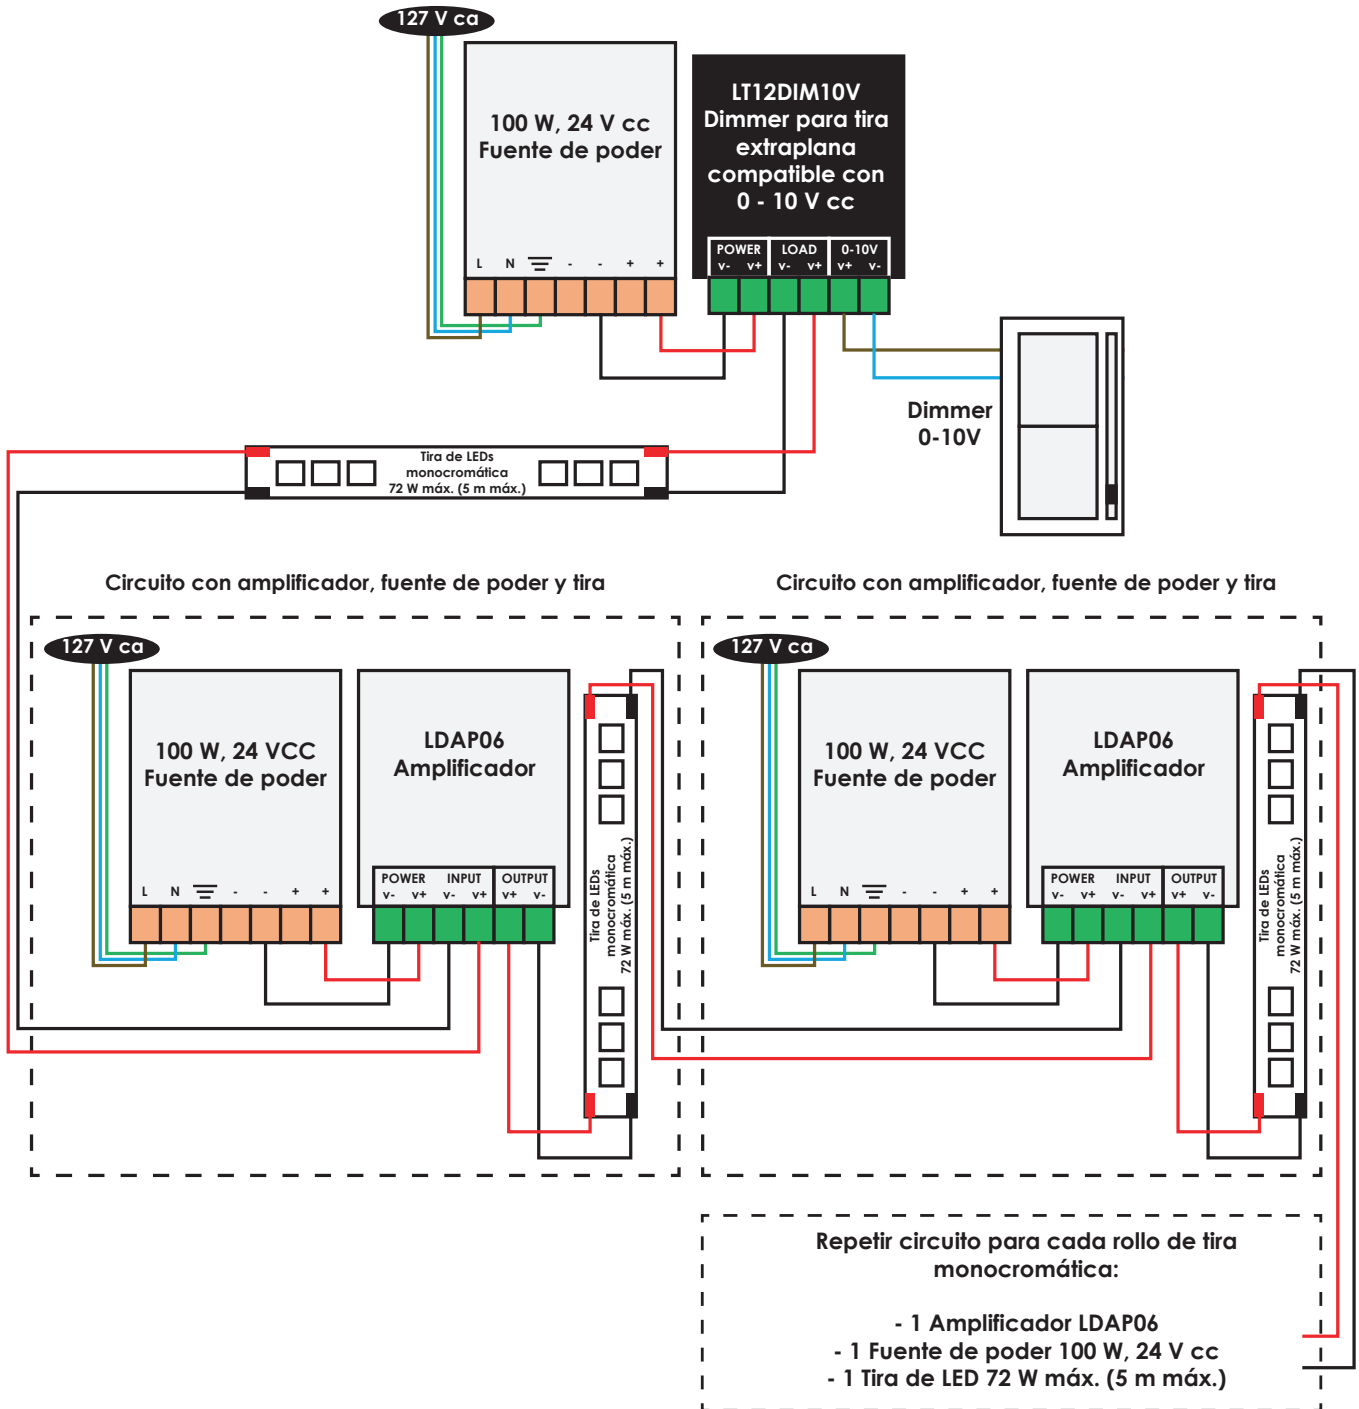 127 V ca
100 W, 24 V cc
Fuente de poder
L N - - + +
LT12DIM10V
Dimmer para tira
extraplana
compatible con
0 - 10 V cc
POWER LOAD 0-10V
v- v+ v- v+ v+ v-
Dimmer
0-10V
Tira de LEDs
monocromática
72 W máx. (5 m máx.)
Circuito con amplificador, fuente de poder y tira
127 V ca
100 W, 24 VCC
Fuente de poder
L N - - + +
LDAP06
Amplificador
POWER INPUT OUTPUT
v- v+ v- v+ v+ v-
Tira de LEDs
monocromática
72 W máx. (5 m máx.)
Circuito con amplificador, fuente de poder y tira
127 V ca
100 W, 24 VCC
Fuente de poder
L N - - + +
LDAP06
Amplificador
POWER INPUT OUTPUT
v- v+ v- v+ v+ v-
Tira de LEDs
monocromática
72 W máx. (5 m máx.)
Repetir circuito para cada rollo de tira
monocromática:
- 1 Amplificador LDAP06
- 1 Fuente de poder 100 W, 24 V cc
- 1 Tira de LED 72 W máx. (5 m máx.)